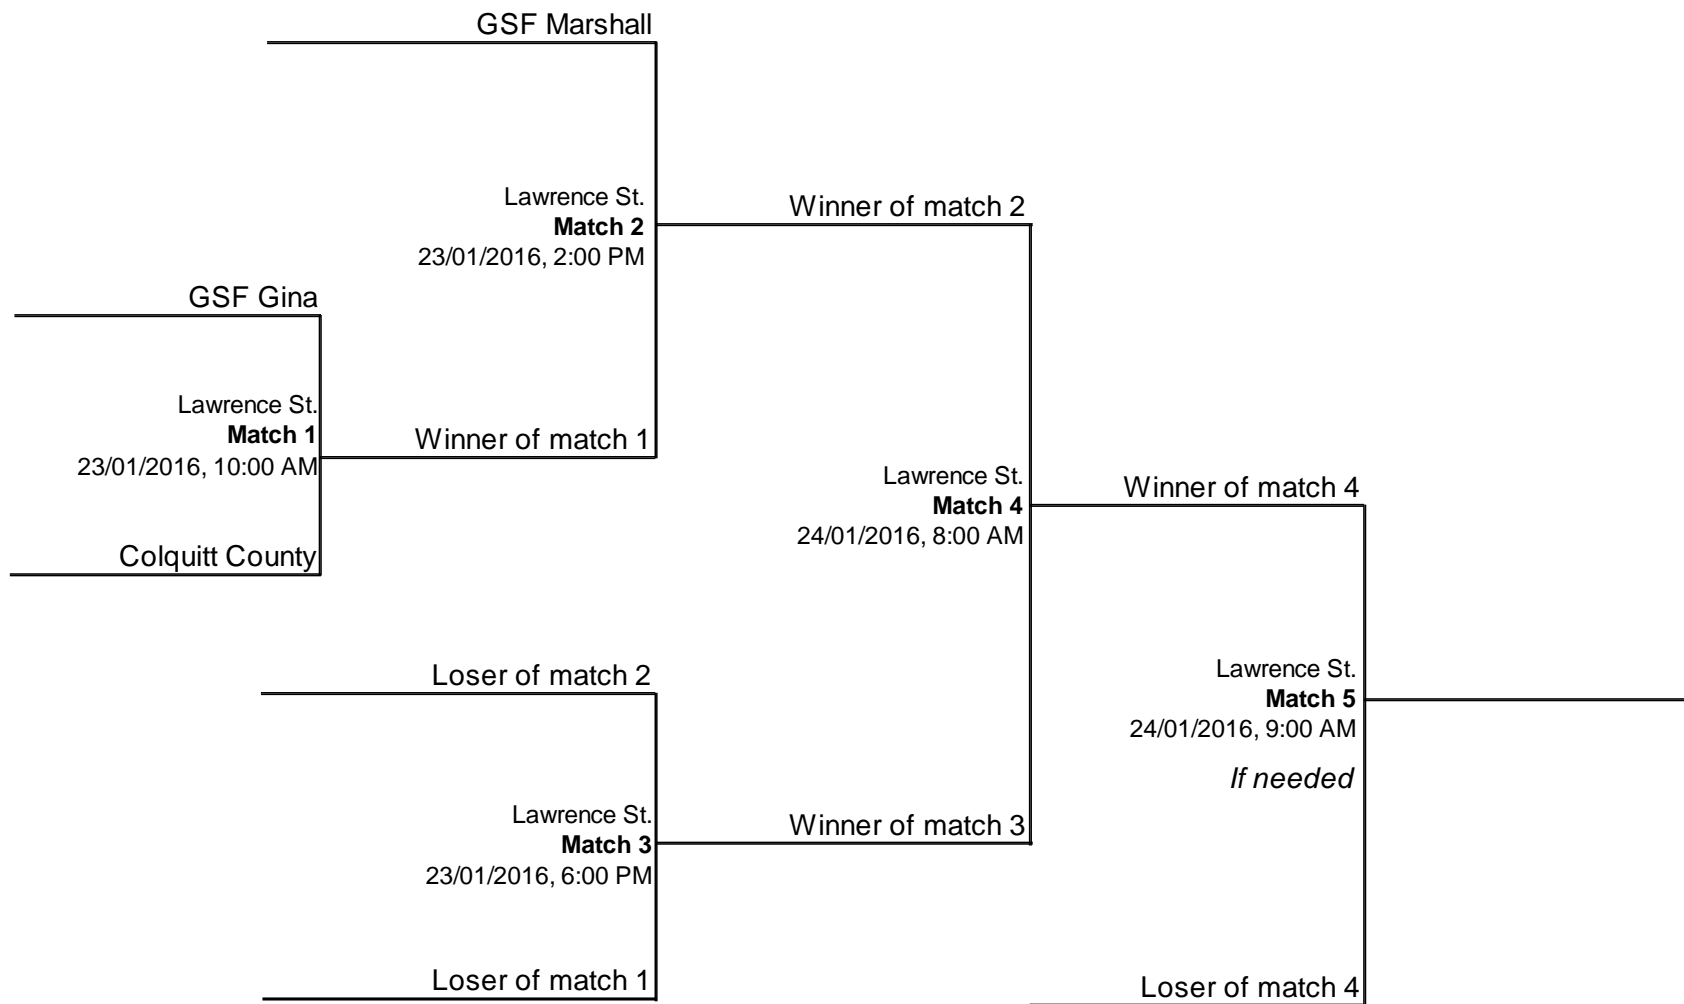 GSF Marshall
Lawrence St.
Match 2
23/01/2016, 2:00 PM
Winner of match 2
GSF Gina
Lawrence St.
Match 1
23/01/2016, 10:00 AM
Winner of match 1
Colquitt County
Lawrence St.
Match 4
24/01/2016, 8:00 AM
Winner of match 4
Loser of match 2
Lawrence St.
Match 5
24/01/2016, 9:00 AM
If needed
Lawrence St.
Match 3
23/01/2016, 6:00 PM
Winner of match 3
Loser of match 1
Loser of match 4